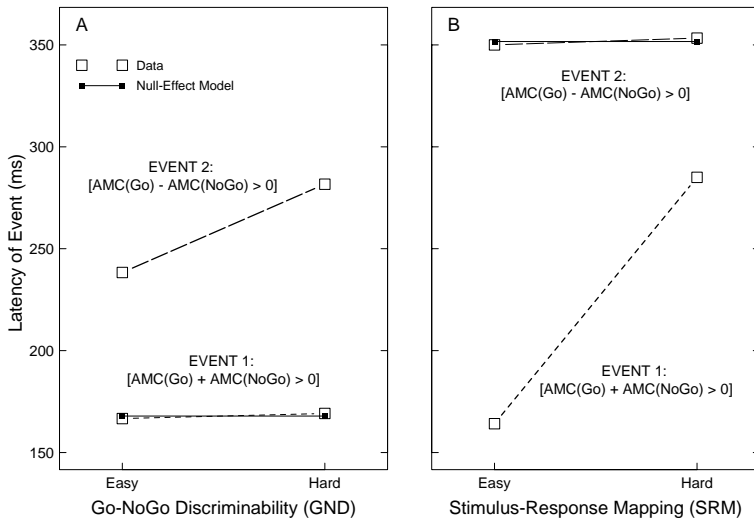 A
Data
Null-Effect Model
EVENT 2:
[AMC(Go) - AMC(NoGo) > 0]
EVENT 1:
[AMC(Go) + AMC(NoGo) > 0]
Latency of Event (ms)
350
300
250
200
150
Easy
Hard
Go-NoGo Discriminability (GND)
B
EVENT 2:
[AMC(Go) - AMC(NoGo) > 0]
EVENT 1:
[AMC(Go) + AMC(NoGo) > 0]
Easy
Hard
Stimulus-Response Mapping (SRM)